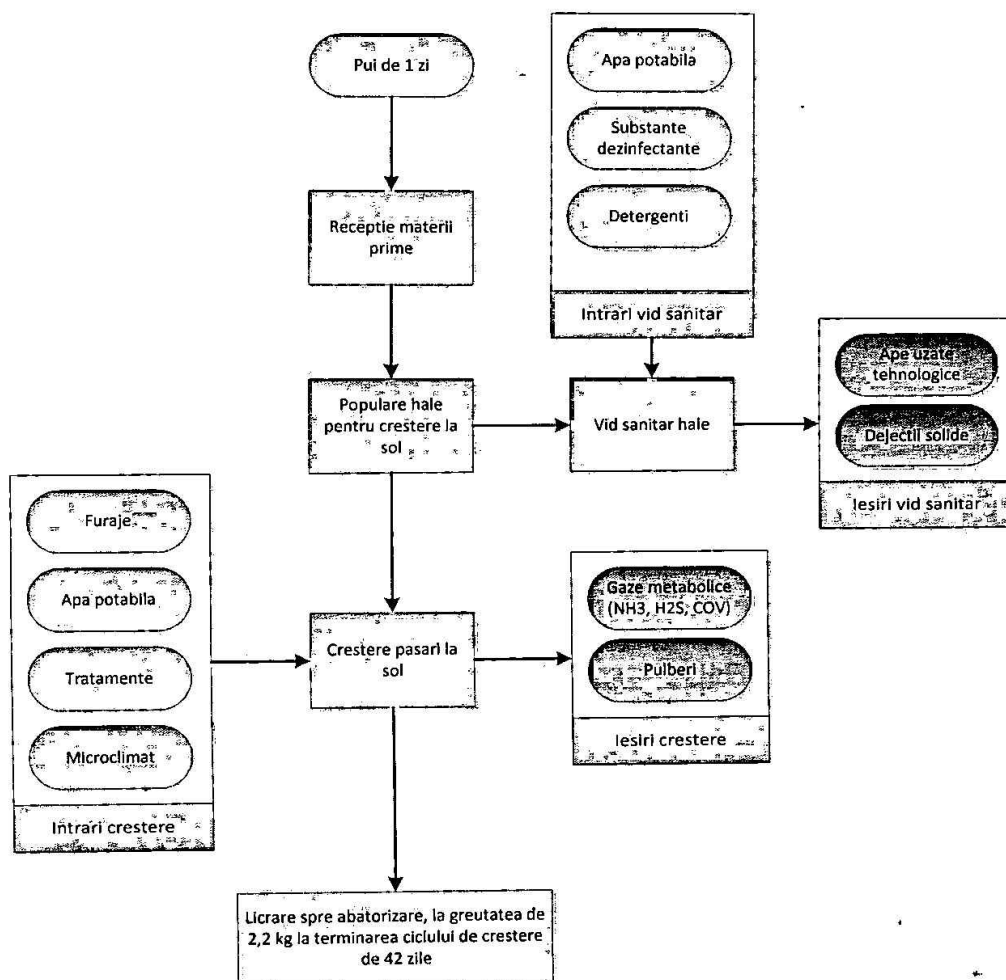 Pui de 1 zi
Apa potabila
Substante
dezinfectante
Detergenti
Intrari vid sanitar
Receptie materii
prime
Populare hale
pentru crestere la
sol
Vid sanitar hale
Ape uzate
tehnologice
Dejectii solide
Iesiri vid sanitar
Furaje
Apa potabila
Tratamente
Microclimat
Intrari crestere
Crestere pasari la
sol
Gaze metabolice
(NH3, H2S, COV)
Pulberi
Iesiri crestere
Licrare spre abatorizare, la greutatea de
2,2 kg la terminarea ciclului de crestere
de 42 zile